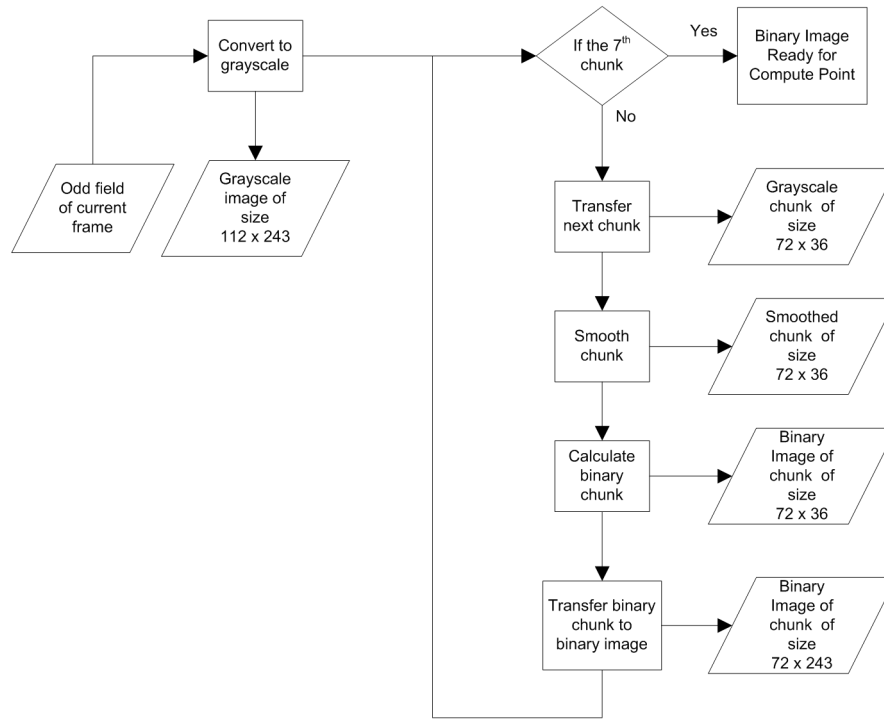 Convert to
grayscale
If the 7th
chunk
Yes
Binary Image
Ready for
Compute Point
No
Odd field
of current
frame
Grayscale
image of
size
112 x 243
Transfer
next chunk
Grayscale
chunk of
size
72 x 36
Smooth
chunk
Smoothed
chunk of
size
72 x 36
Calculate
binary
chunk
Binary
Image of
chunk of
size
72 x 36
Transfer binary
chunk to
binary image
Binary
Image of
chunk of
size
72 x 243